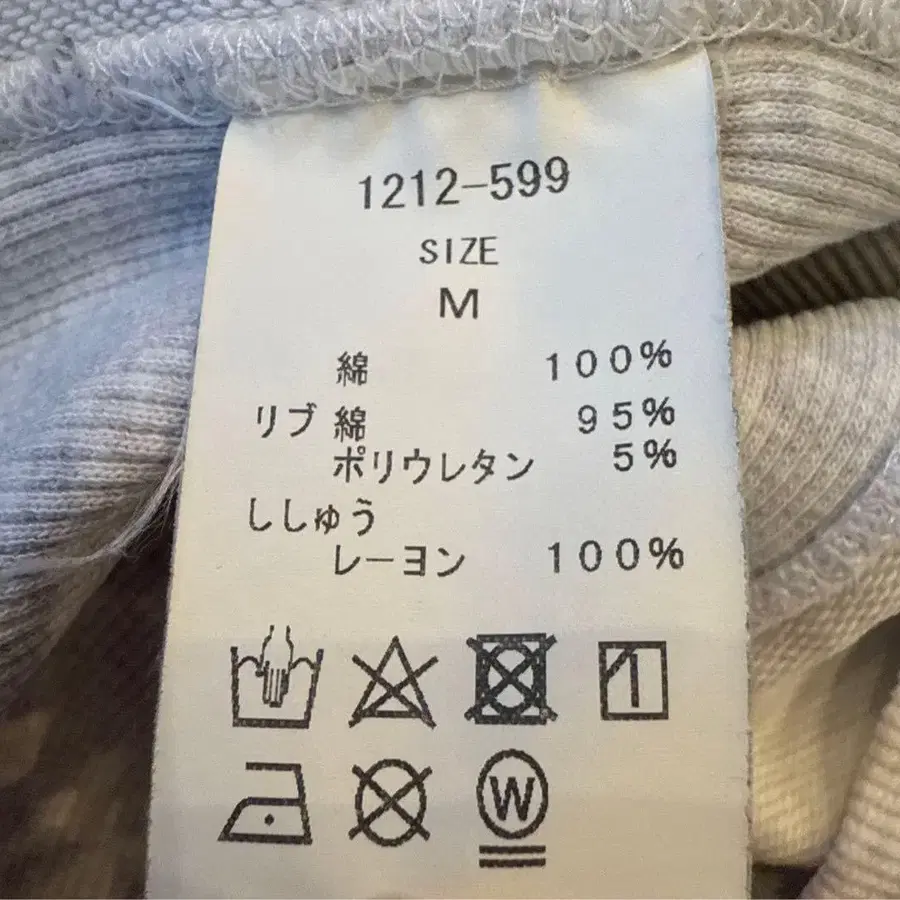 1212-599
SIZE
M
綿 100%
リブ 綿 95%
ポリウレタン 5%
ししゅう
レーヨン 100%
W